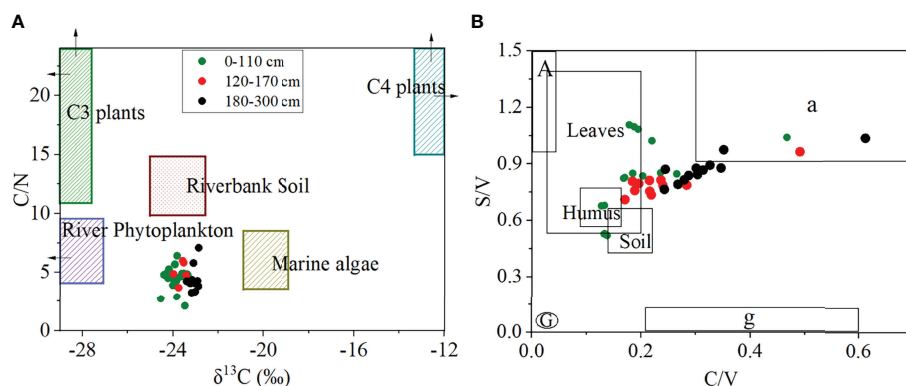 A
C/N
20
15
10
5
0
-28
-24
-20
-16
-12
δ¹³C (‰)
0-110 cm
120-170 cm
180-300 cm
C3 plants
C4 plants
Riverbank Soil
River Phytoplankton
Marine algae
B
S/V
1.5
1.2
0.9
0.6
0.3
0.0
0.0
0.2
0.4
0.6
C/V
A
a
Leaves
Humus
Soil
G
g